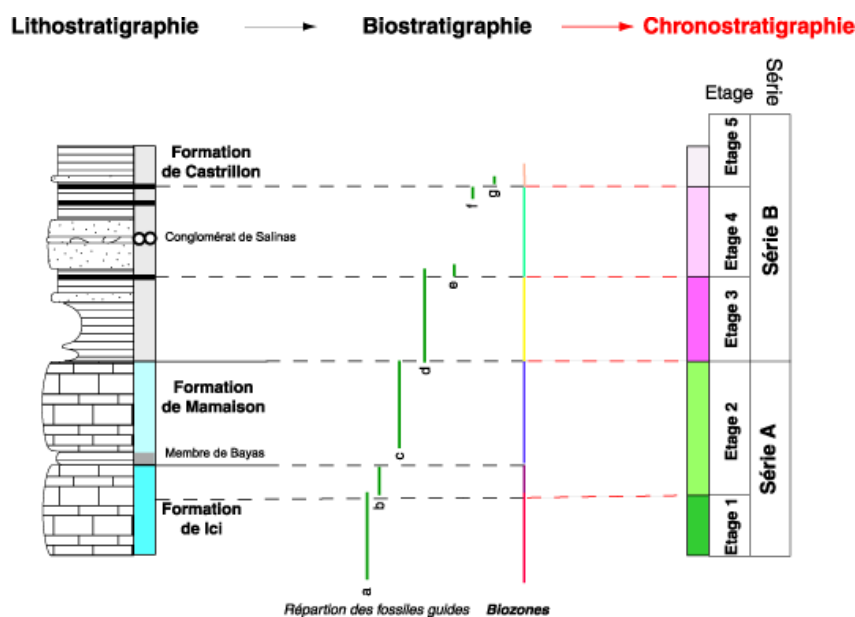 Lithostratigraphie
Biostratigraphie
Chronostratigraphie
Etage
Série
Formation
de Castrillon
Conglomérat de Salinas
Formation
de Mamaison
Membre de Bayas
Formation
de Ici
a
b
c
d
e
f
g
Etage 5
Etage 4
Etage 3
Etage 2
Etage 1
Série B
Série A
Répartion des fossiles guides
Biozones